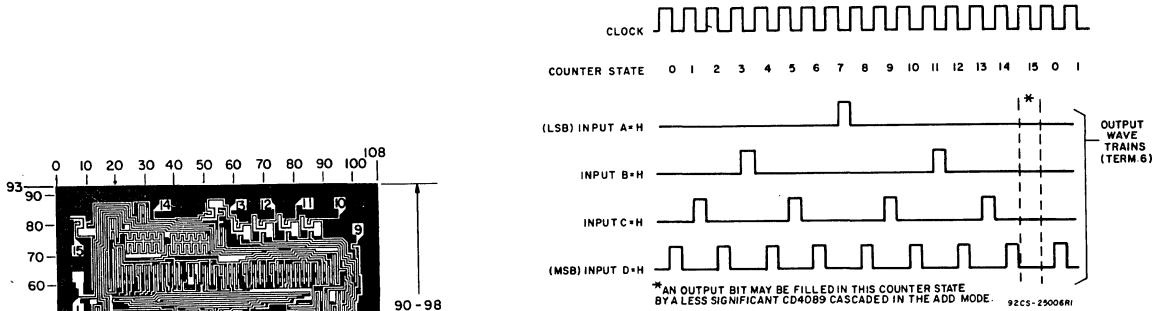 CLOCK
COUNTER STATE 0 1 2 3 4 5 6 7 8 9 10 11 12 13 14 15 0 1
*
(LSB) INPUT A=H
OUTPUT
WAVE
TRAINS
(TERM.6)
INPUT B=H
INPUT C=H
(MSB) INPUT D=H
*AN OUTPUT BIT MAY BE FILLED IN THIS COUNTER STATE
BY A LESS SIGNIFICANT CD4089 CASCADED IN THE ADD MODE.
92CS-25006R1
0 10 20 30 40 50 60 70 80 90 100 108
93
90
80
70
60
14 13 12 11 10
9
15
1
90-98